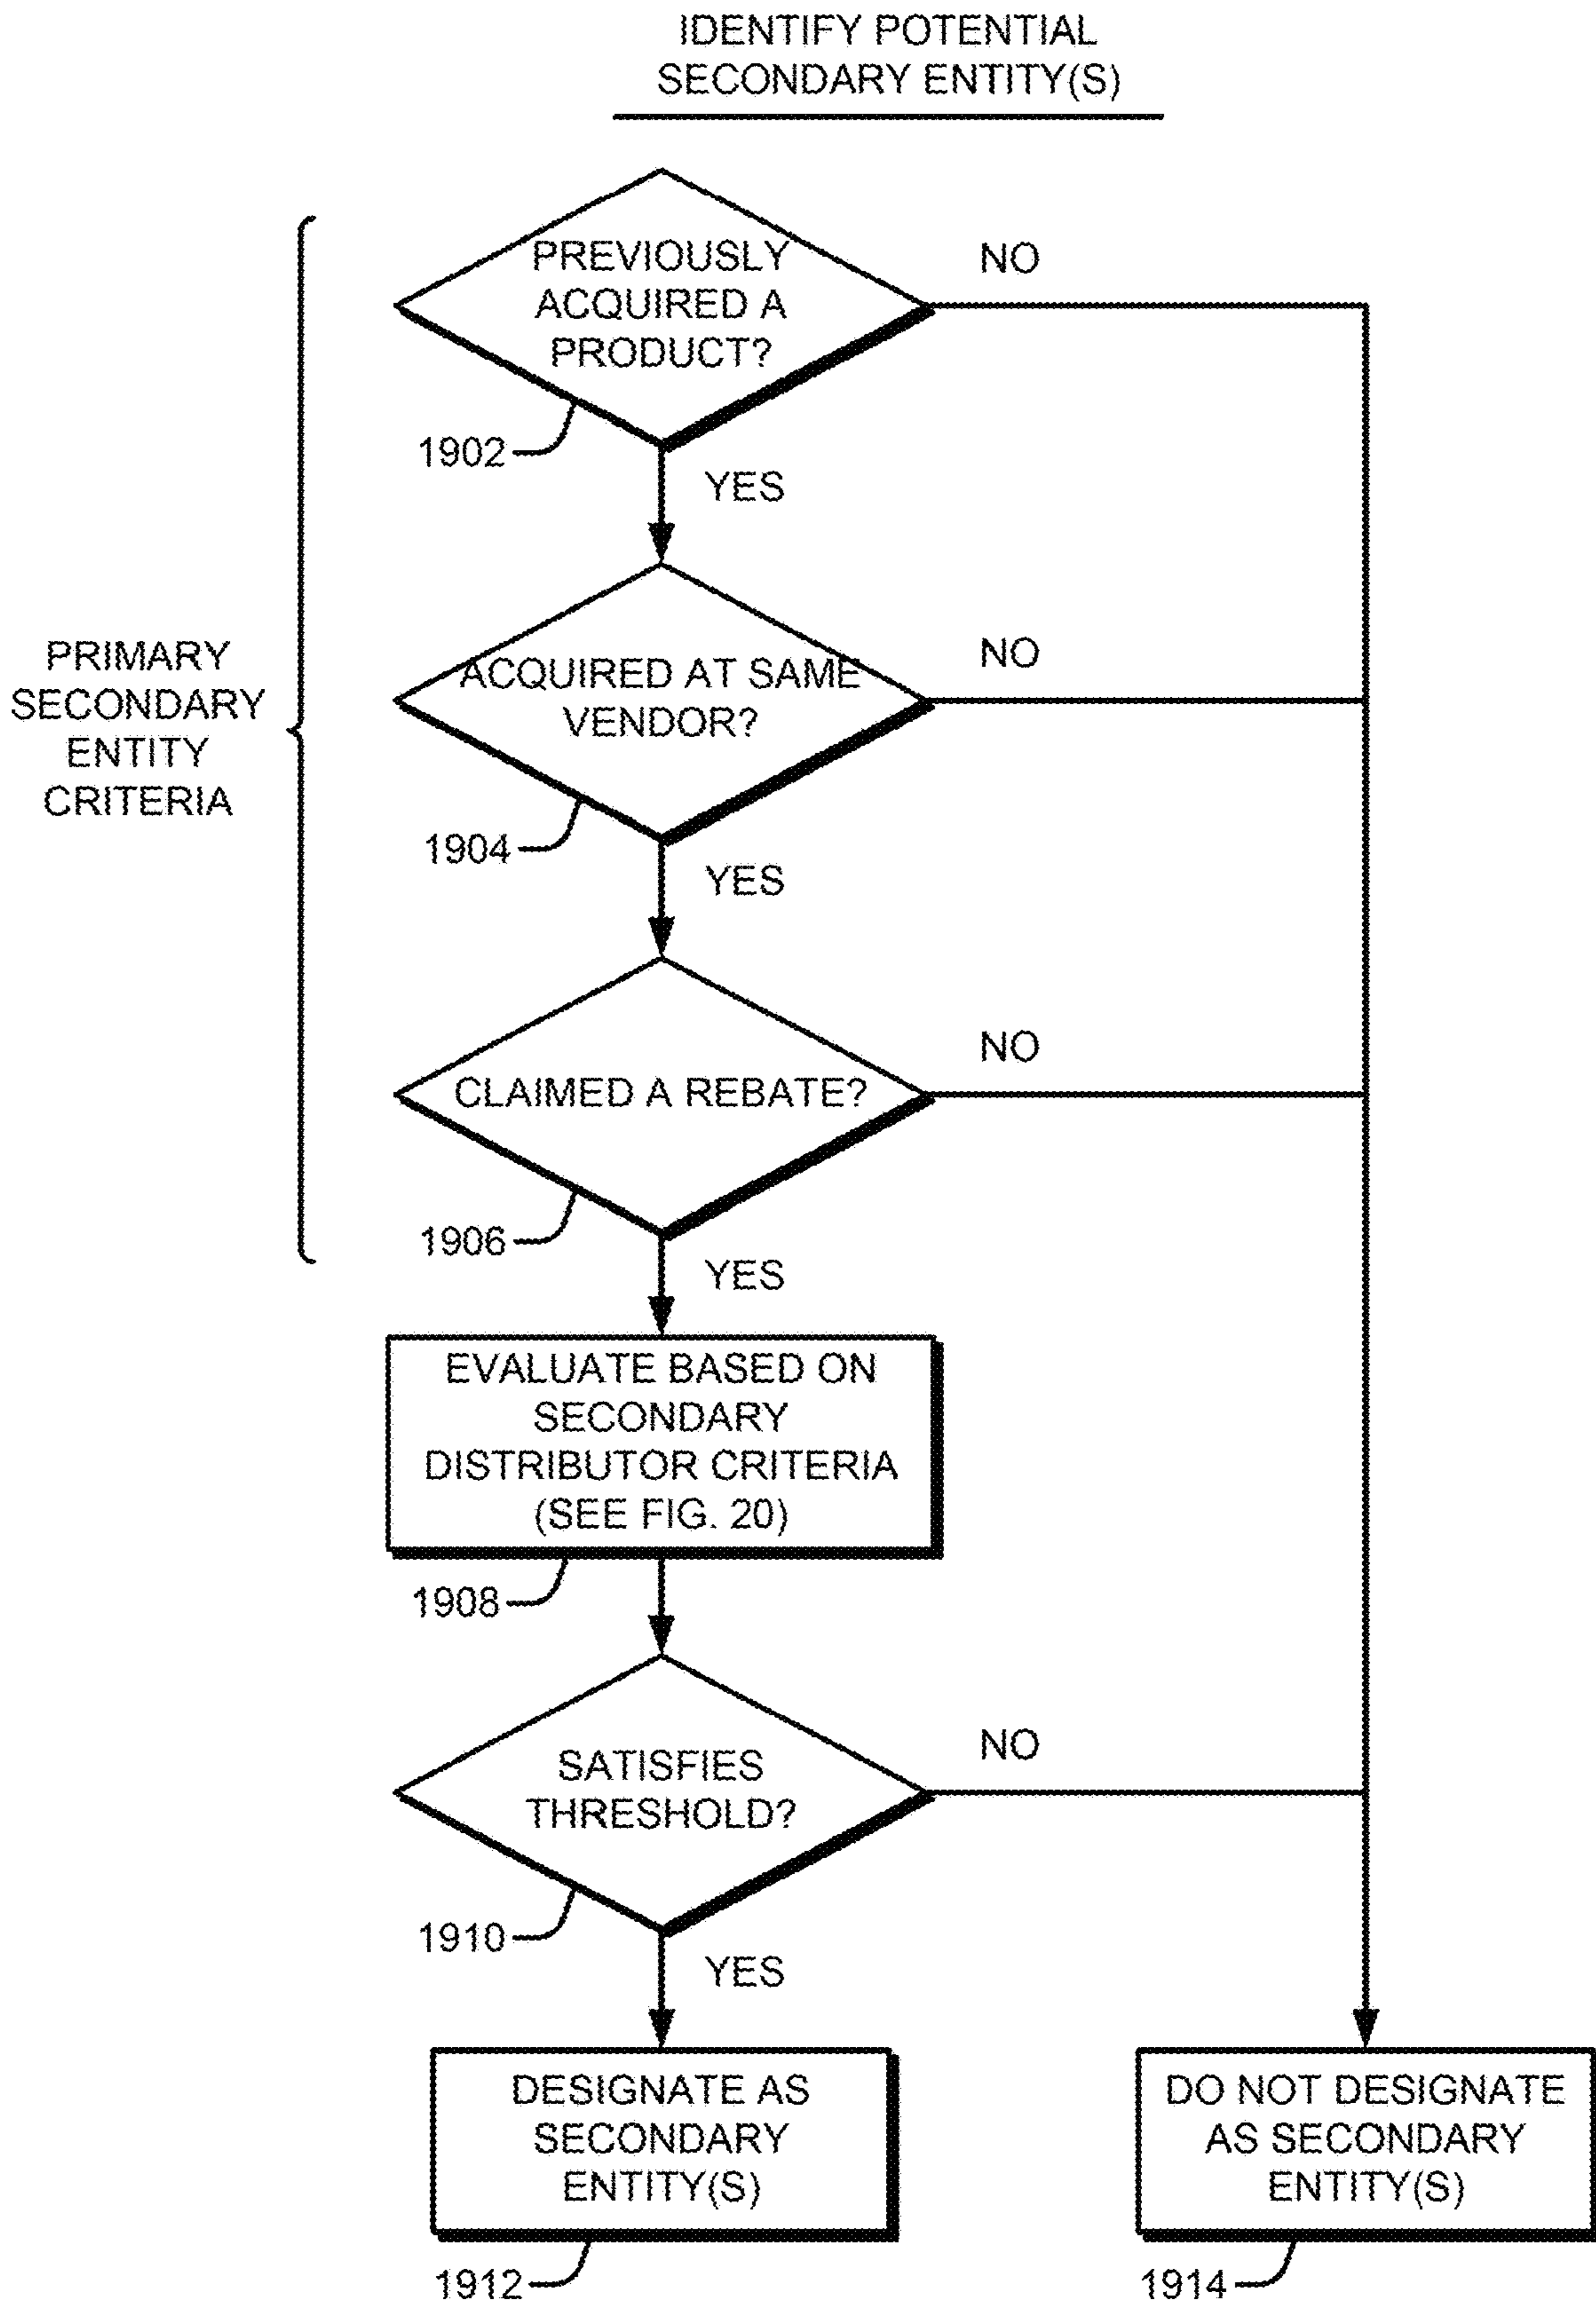 IDENTIFY POTENTIAL
SECONDARY ENTITY(S)
PREVIOUSLY
ACQUIRED A
PRODUCT?
NO
1902
YES
PRIMARY
SECONDARY
ENTITY
CRITERIA
ACQUIRED AT SAME
VENDOR?
NO
1904
YES
CLAIMED A REBATE?
NO
1906
YES
EVALUATE BASED ON
SECONDARY
DISTRIBUTOR CRITERIA
(SEE FIG. 20)
1908
SATISFIES
THRESHOLD?
NO
1910
YES
DESIGNATE AS
SECONDARY
ENTITY(S)
1912
DO NOT DESIGNATE
AS SECONDARY
ENTITY(S)
1914